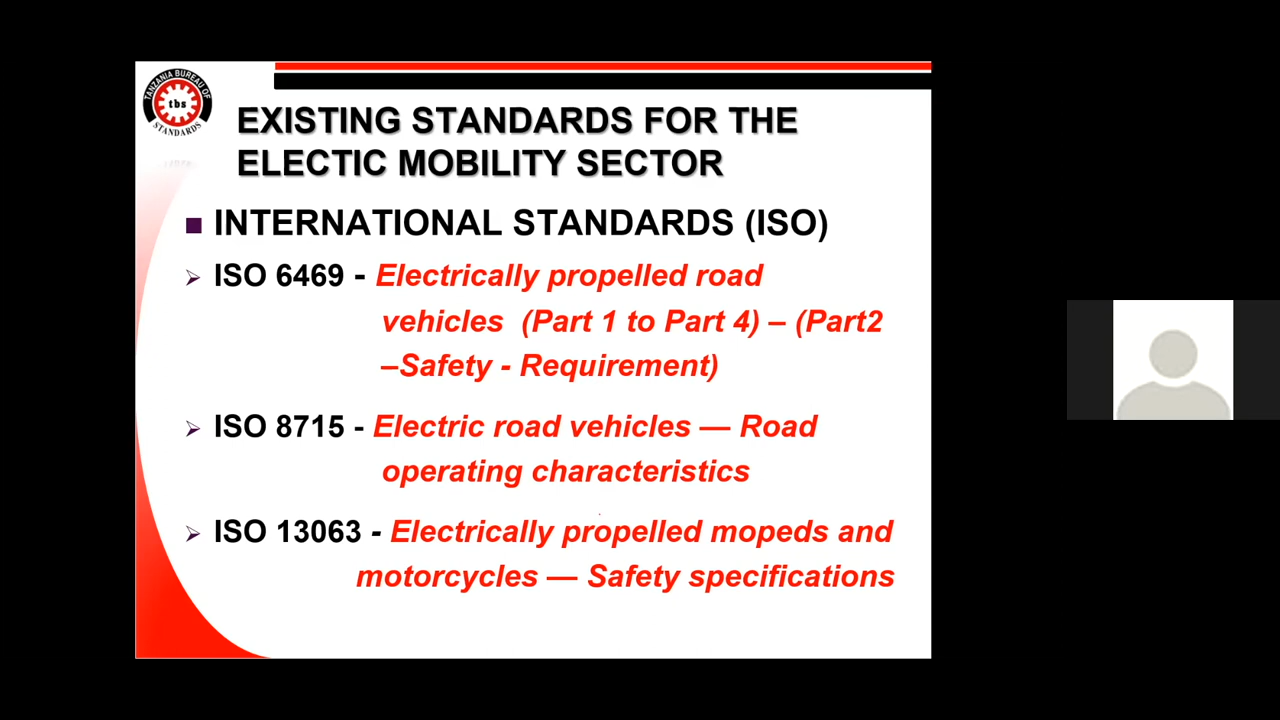 TANZANIA BUREAU OF
tbs
STANDARDS
EXISTING STANDARDS FOR THE
ELECTIC MOBILITY SECTOR
INTERNATIONAL STANDARDS (ISO)
ISO 6469 - Electrically propelled road
vehicles (Part 1 to Part 4) – (Part2
–Safety - Requirement)
ISO 8715 - Electric road vehicles — Road
operating characteristics
ISO 13063 - Electrically propelled mopeds and
motorcycles — Safety specifications